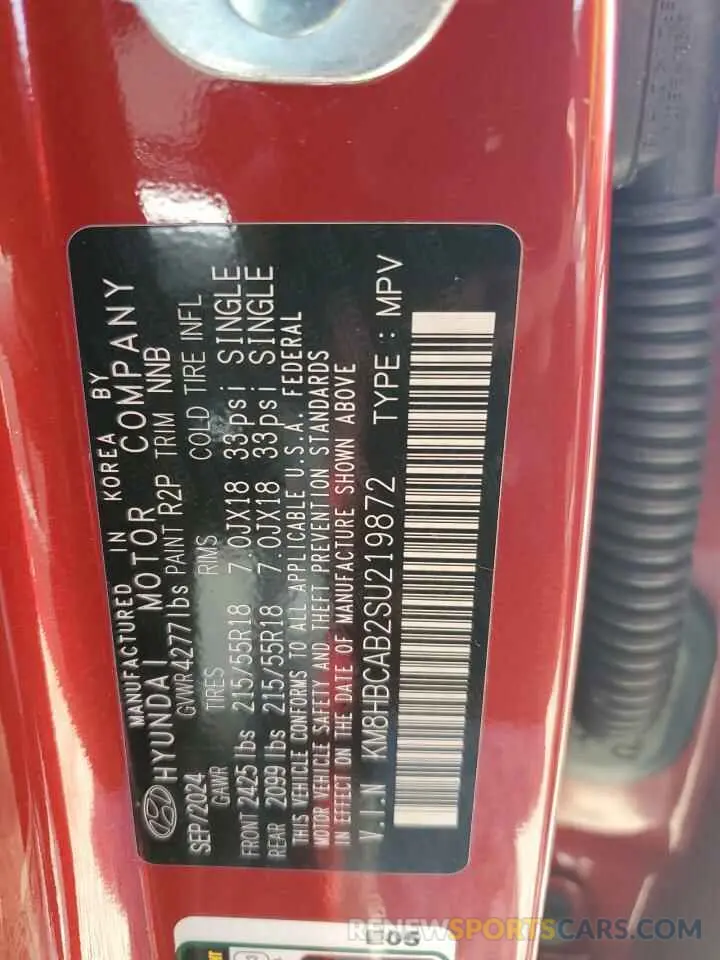 MANUFACTURED IN KOREA BY
HYUNDAI MOTOR COMPANY
SEP/2024 GVWR 4277 lbs PAINT R2P TRIM NNB
GAWR TIRES RIMS COLD TIRE INFL
FRONT 2425 lbs 215/55R18 7.0JX18 33psi SINGLE
REAR 2099 lbs 215/55R18 7.0JX18 33psi SINGLE
THIS VEHICLE CONFORMS TO ALL APPLICABLE U.S.A. FEDERAL
MOTOR VEHICLE SAFETY AND THEFT PREVENTION STANDARDS
IN EFFECT ON THE DATE OF MANUFACTURE SHOWN ABOVE
V.I.N KM8HBCAB2SU219872 TYPE : MPV
E05
RENEWSPORTSCARS.COM